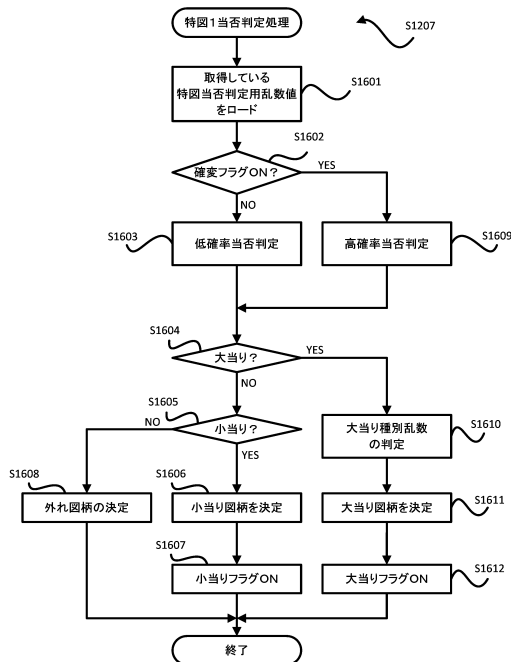 特図1当否判定処理
S1207
取得している
特図当否判定用乱数値
をロード
S1601
S1602
確変フラグON?
YES
NO
S1603
低確率当否判定
高確率当否判定
S1609
S1604
大当り?
YES
NO
S1605
NO
小当り?
YES
大当り種別乱数
の判定
S1610
S1608
外れ図柄の決定
S1606
小当り図柄を決定
大当り図柄を決定
S1611
S1607
小当りフラグON
大当りフラグON
S1612
終了